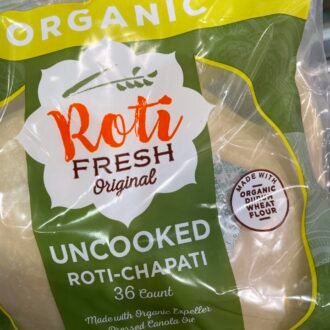 ORGANIC
Roti
FRESH
Original
MADE WITH
ORGANIC
DURUM
WHEAT
FLOUR
UNCOOKED
ROTI-CHAPATI
36 Count
Made with Organic Expeller
Pressed Canola Oil